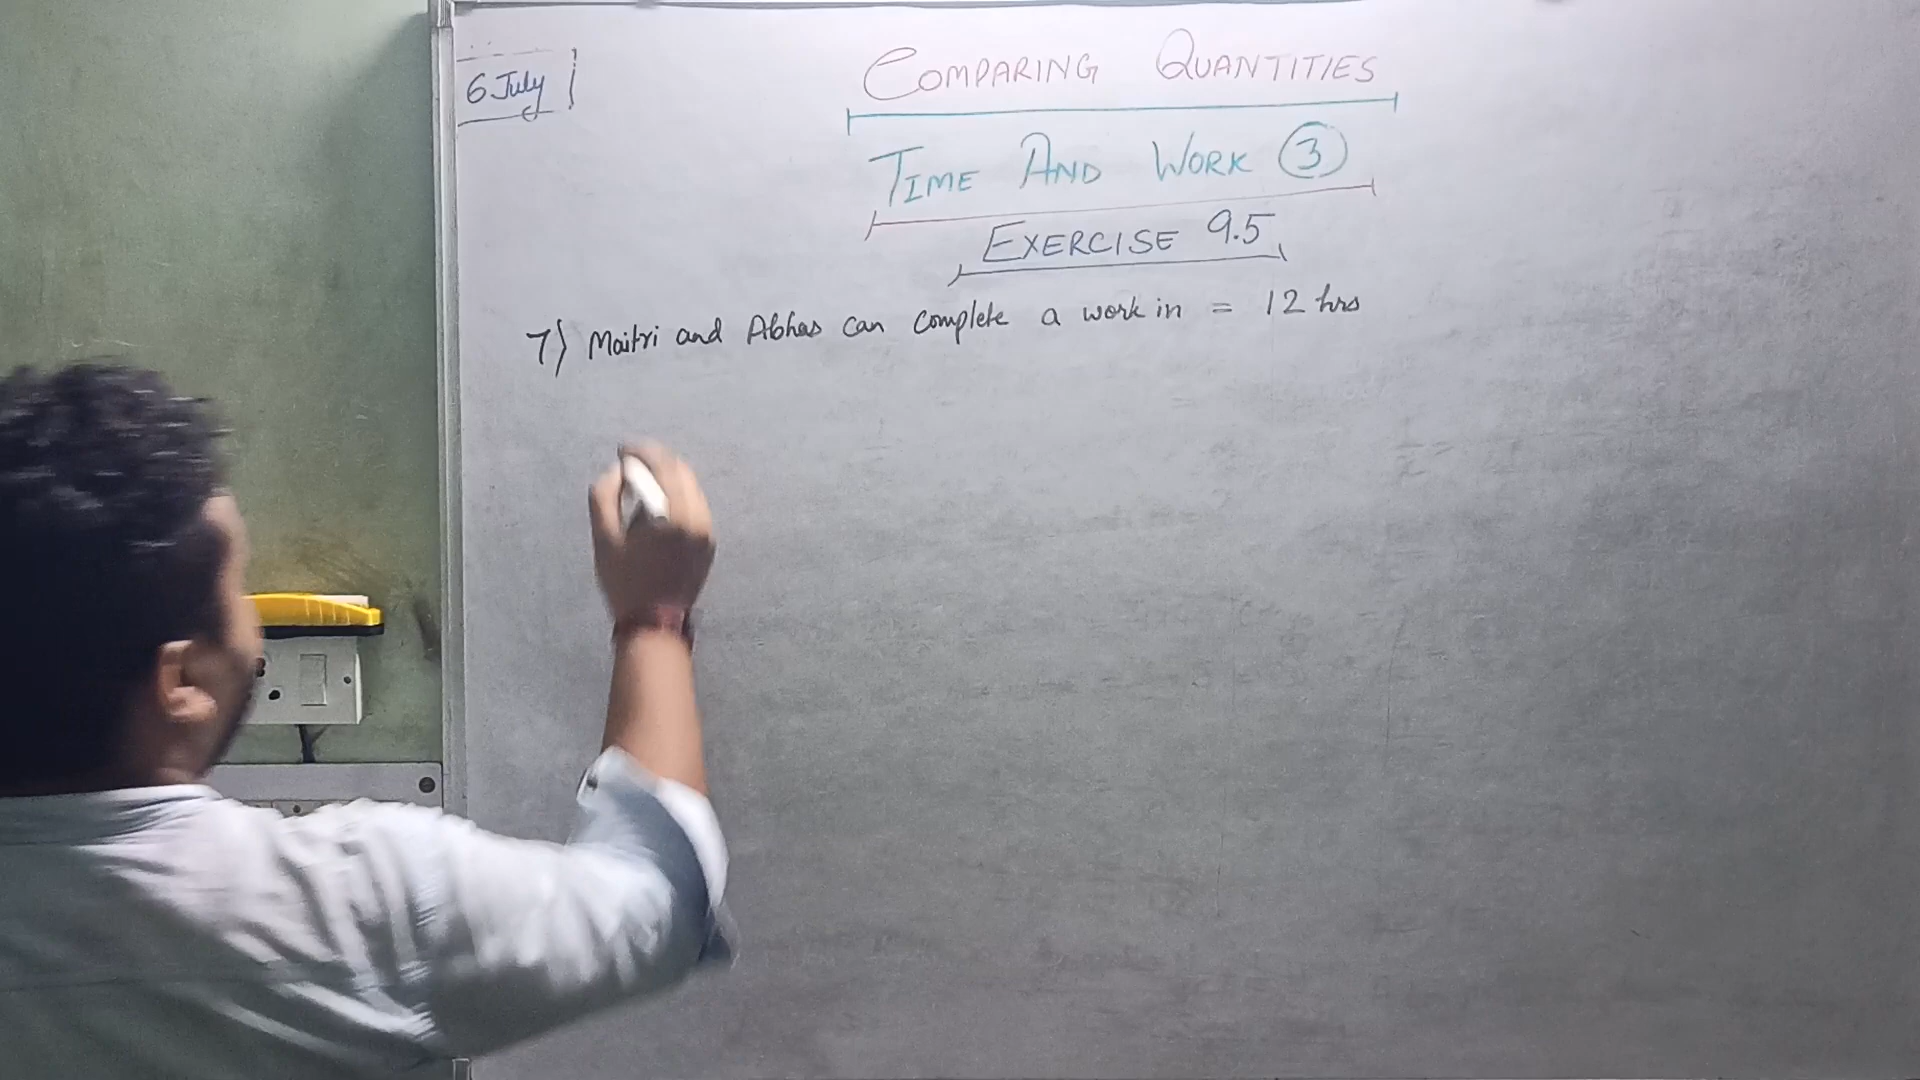 6 July
COMPARING QUANTITIES
TIME AND WORK 3
EXERCISE 9.5
7) Maitri and Abhas can complete a work in = 12 hrs